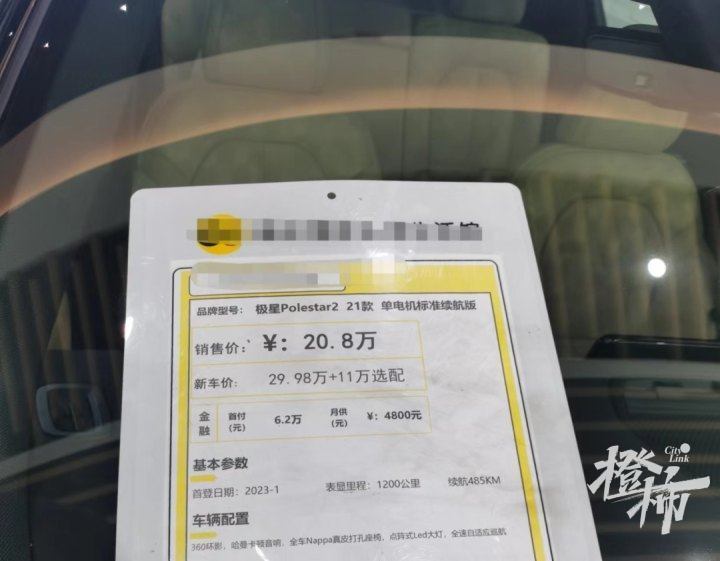 生活馆
品牌型号: 极星Polestar2 21款 单电机标准续航版
销售价: ¥: 20.8万
新车价: 29.98万+11万选配
金融 首付(元) 6.2万 月供(元) ¥: 4800元
基本参数
首登日期: 2023-1 表显里程: 1200公里 续航485KM
车辆配置
360环影, 哈曼卡顿音响, 全车Nappa真皮打孔座椅, 点阵式Led大灯, 全速自适应巡航
City Link
橙柿